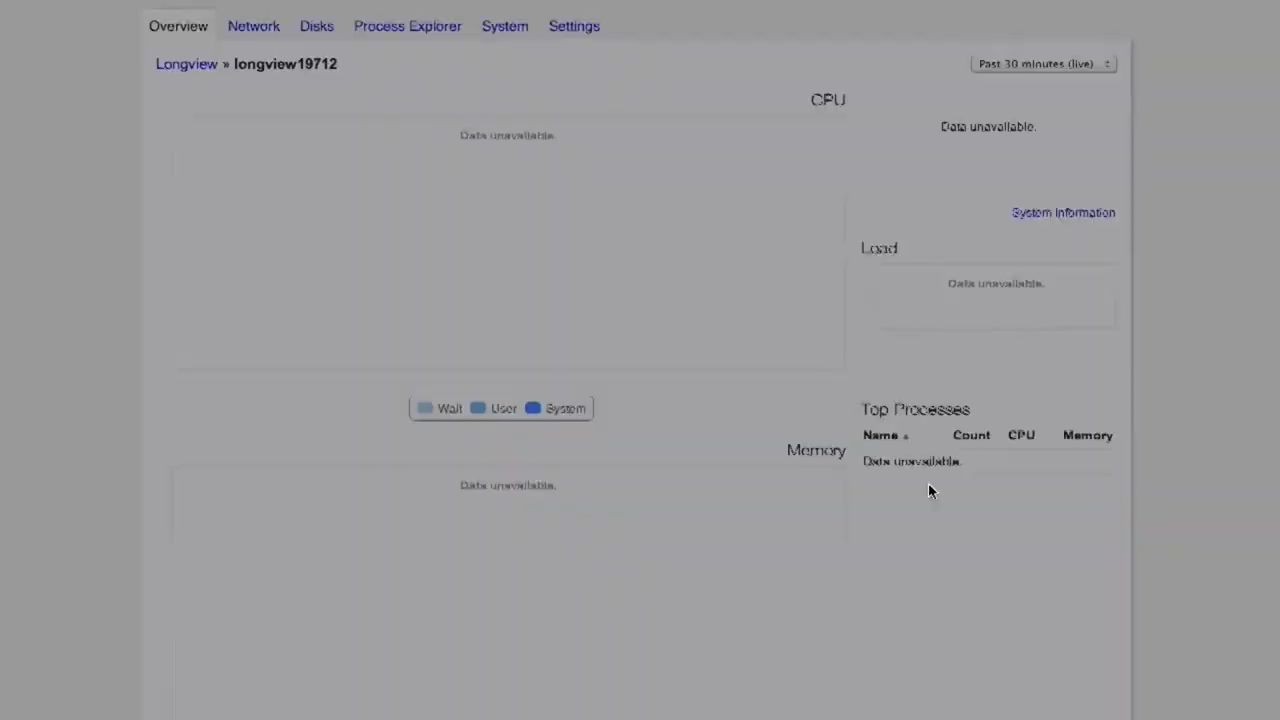 Overview Network Disks Process Explorer System Settings
Longview » longview19712
Past 30 minutes (live)
CPU
Data unavailable.
Data unavailable.
System Information
Load
Data unavailable.
Wait User System
Top Processes
Name Count CPU Memory
Data unavailable.
Memory
Data unavailable.